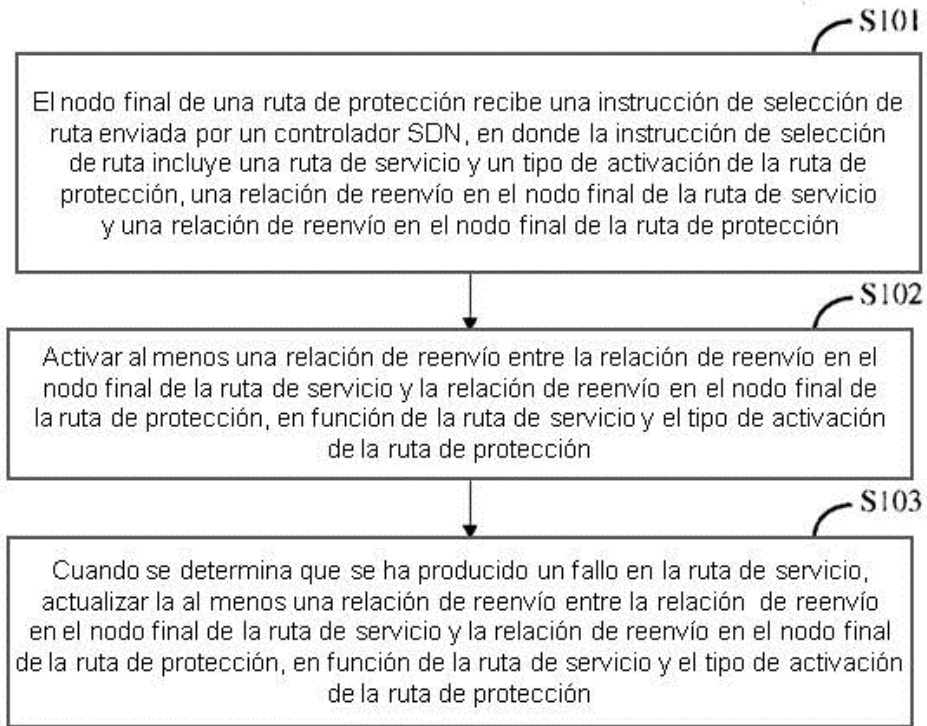 S101
El nodo final de una ruta de protección recibe una instrucción de selección de
ruta enviada por un controlador SDN, en donde la instrucción de selección
de ruta incluye una ruta de servicio y un tipo de activación de la ruta de
protección, una relación de reenvío en el nodo final de la ruta de servicio
y una relación de reenvío en el nodo final de la ruta de protección
S102
Activar al menos una relación de reenvío entre la relación de reenvío en el
nodo final de la ruta de servicio y la relación de reenvío en el nodo final de
la ruta de protección, en función de la ruta de servicio y el tipo de activación
de la ruta de protección
S103
Cuando se determina que se ha producido un fallo en la ruta de servicio,
actualizar la al menos una relación de reenvío entre la relación de reenvío
en el nodo final de la ruta de servicio y la relación de reenvío en el nodo final
de la ruta de protección, en función de la ruta de servicio y el tipo de activación
de la ruta de protección